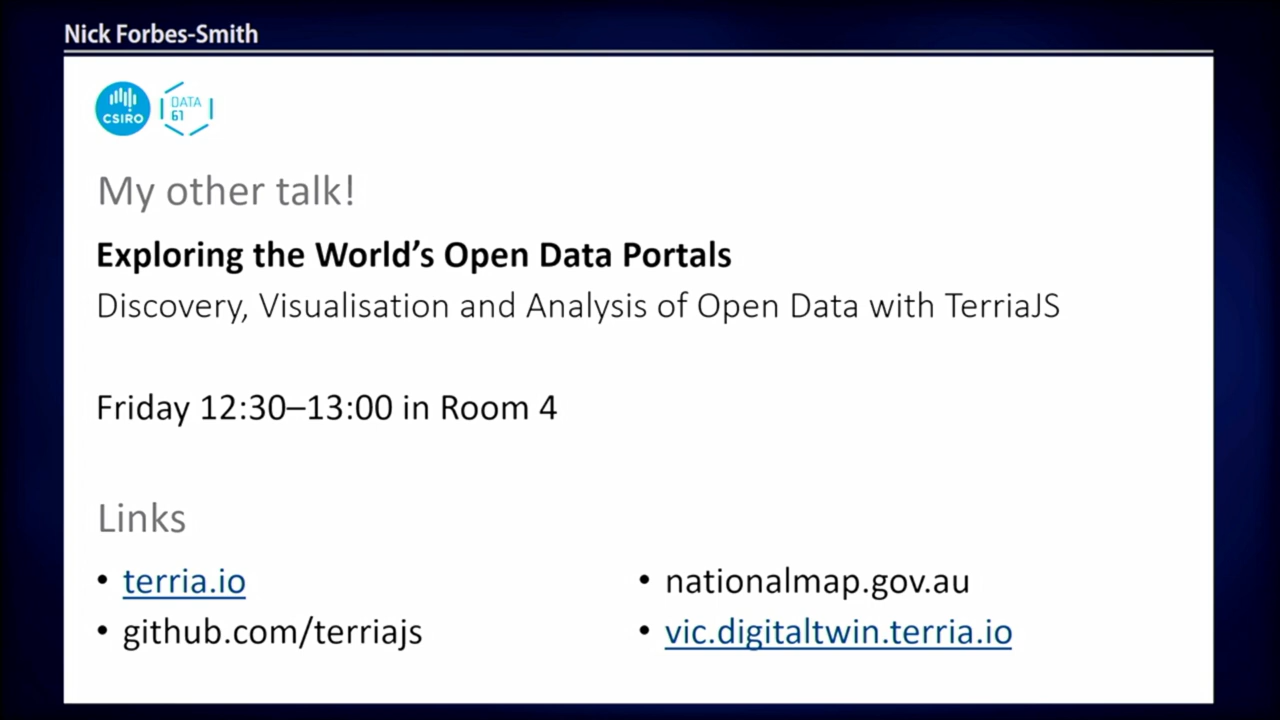 Nick Forbes-Smith
CSIRO
DATA
61
My other talk!
Exploring the World's Open Data Portals
Discovery, Visualisation and Analysis of Open Data with TerriaJS
Friday 12:30–13:00 in Room 4
Links
• terria.io
• github.com/terriajs
• nationalmap.gov.au
• vic.digitaltwin.terria.io